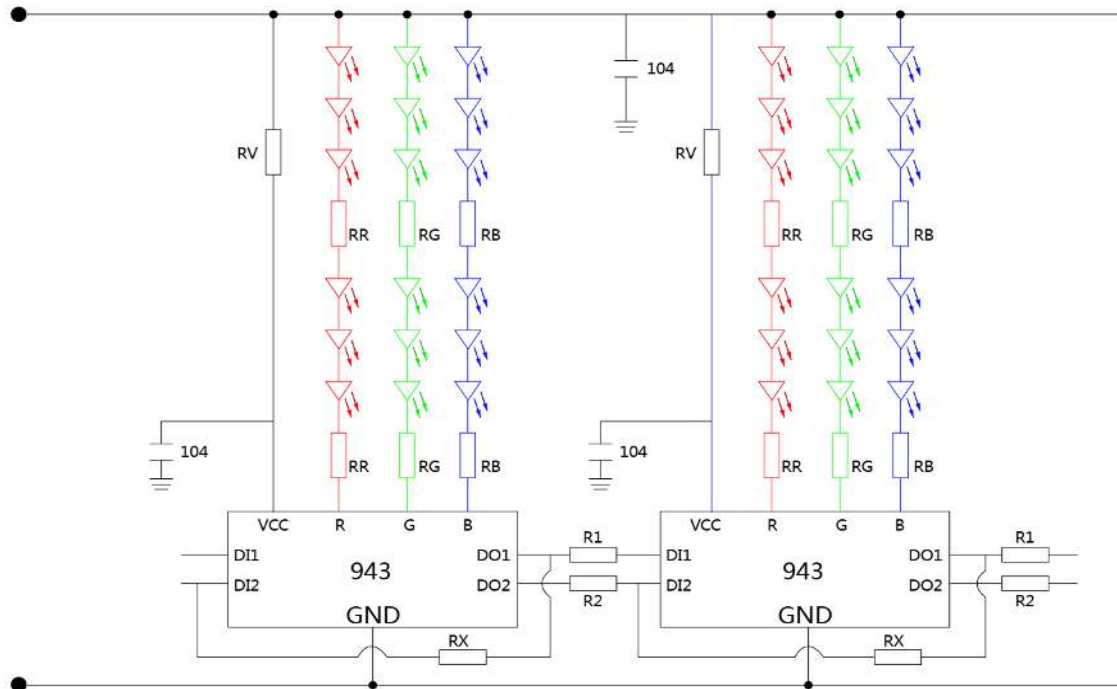 104
RV
RV
RR
RG
RB
RR
RG
RB
104
RR
RG
RB
104
RR
RG
RB
VCC
R
G
B
VCC
R
G
B
DI1
943
DO1
R1
DI1
943
DO1
R1
DI2
DO2
R2
DI2
DO2
R2
GND
GND
RX
RX